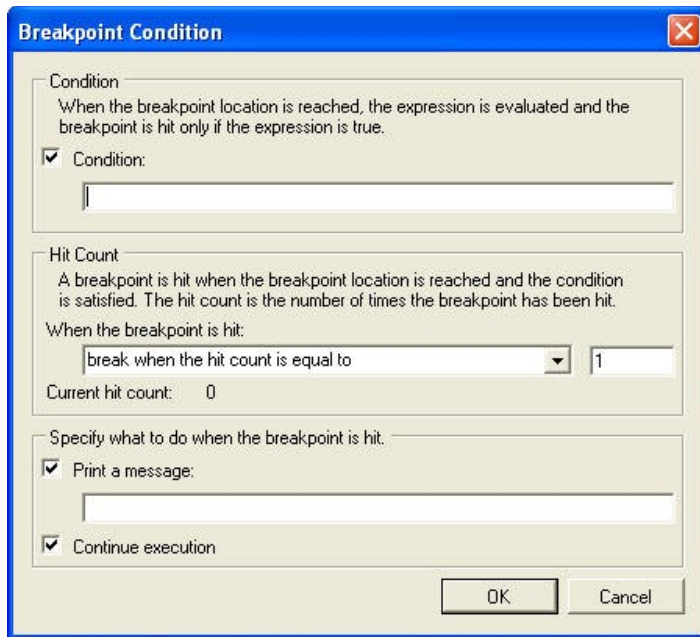 Breakpoint Condition
Condition
When the breakpoint location is reached, the expression is evaluated and the
breakpoint is hit only if the expression is true.
Condition:
Hit Count
A breakpoint is hit when the breakpoint location is reached and the condition
is satisfied. The hit count is the number of times the breakpoint has been hit.
When the breakpoint is hit:
break when the hit count is equal to 1
Current hit count: 0
Specify what to do when the breakpoint is hit.
Print a message:
Continue execution
OK Cancel